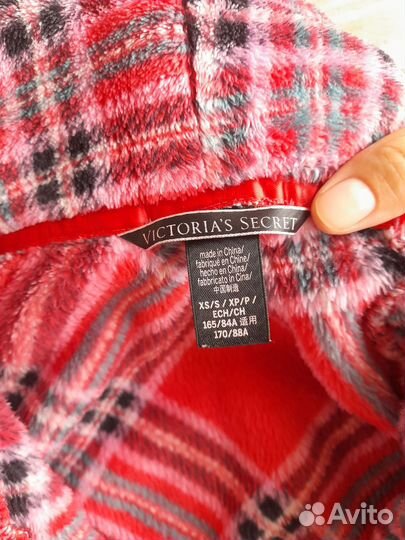 VICTORIA'S SECRET
made in China/
fabriqué en Chine/
hecho en China/
fabbricato in Cina/
中国制造
XS/S / XP/P /
ECH/CH
165/84A 适用
170/88A
Avito